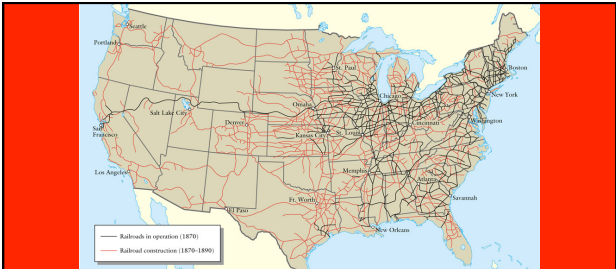 Seattle
Portland
St. Paul
Boston
Chicago
New York
Omaha
Salt Lake City
Denver
Cincinnati
Washington
San
Francisco
Kansas City
St. Louis
Los Angeles
Memphis
Atlanta
Ft. Worth
Savannah
El Paso
New Orleans
Railroads in operation (1870)
Railroad construction (1870–1890)